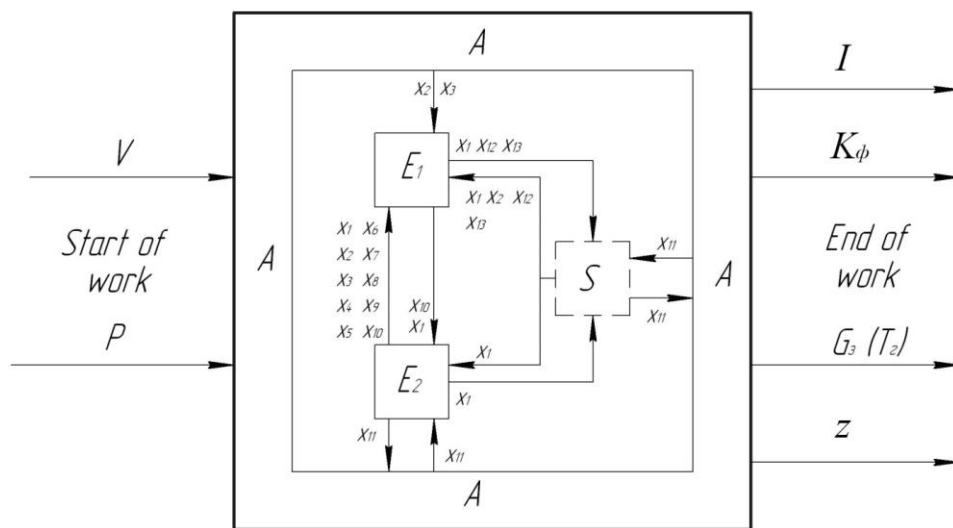 A
I
X₂ X₃
V
X₁ X₁₂ X₁₃
Kф
E₁
X₁ X₂ X₁₂
X₁₃
X₁ X₆
Start of
work
A
X₂ X₇
X₃ X₈
X₄ X₉
X₅ X₁₀
X₁₀
X₁
S
X₁₁
X₁₁
A
End of
work
P
X₁
G₃ (T₂)
E₂
X₁
X₁₁
X₁₁
z
A